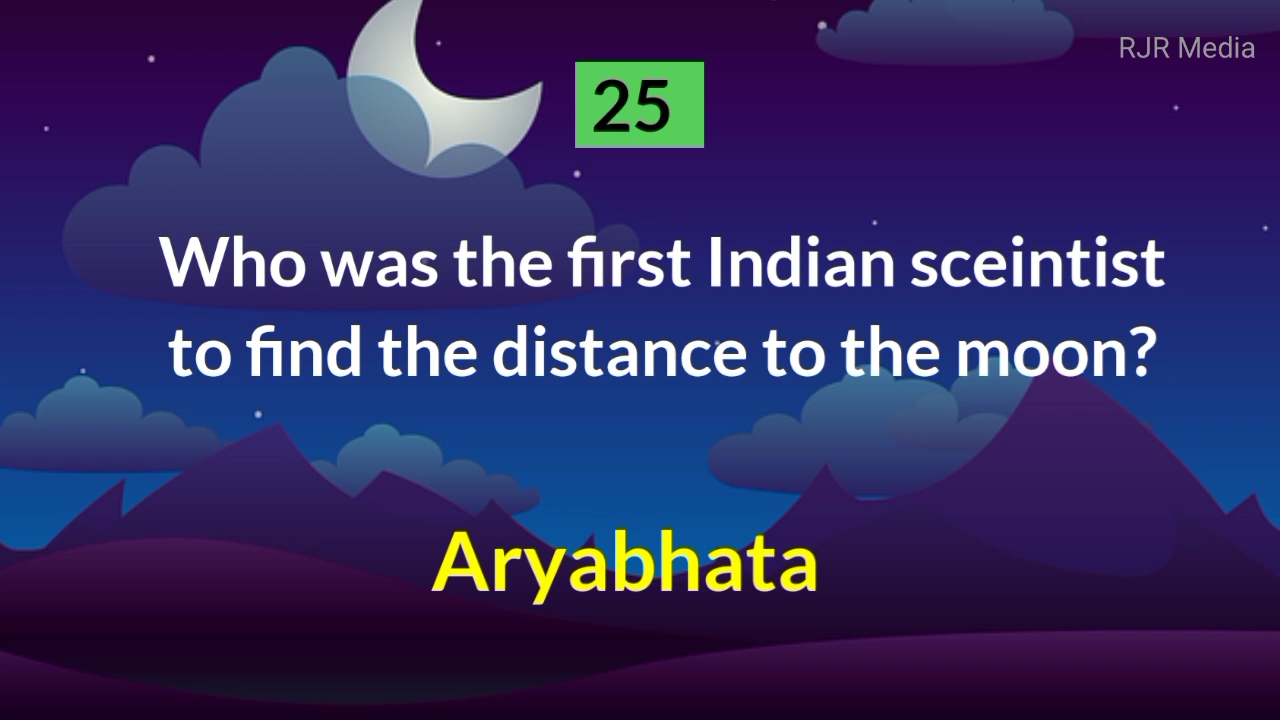 RJR Media
25
Who was the first Indian sceintist
to find the distance to the moon?
Aryabhata